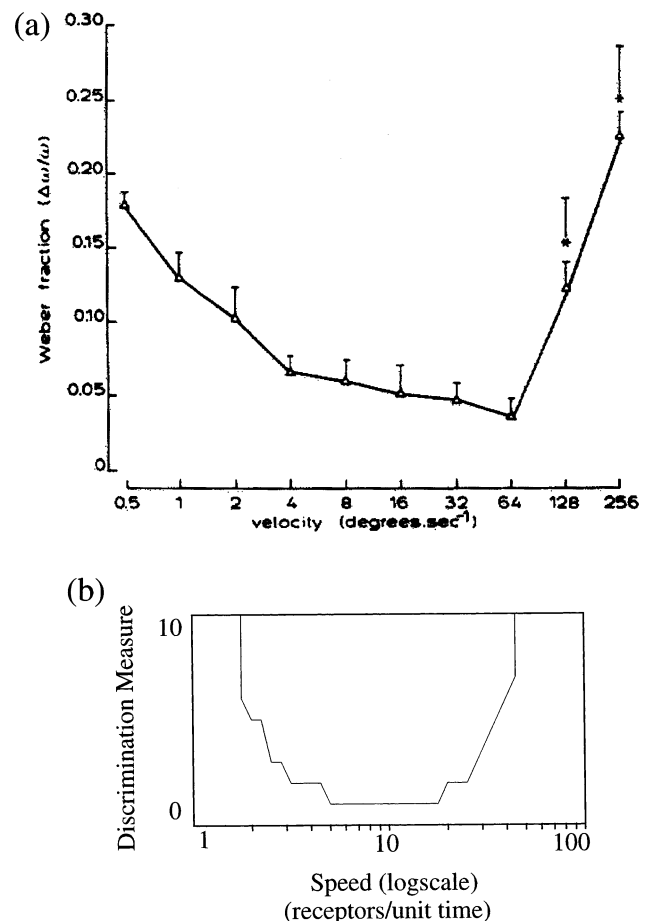 (a)
0.30
0.25
0.20
0.15
0.10
0.05
0
Weber fraction (Δω/ω)
0.5 1 2 4 8 16 32 64 128 256
velocity (degrees.sec⁻¹)
(b)
10
0
Discrimination Measure
1 10 100
Speed (logscale)
(receptors/unit time)